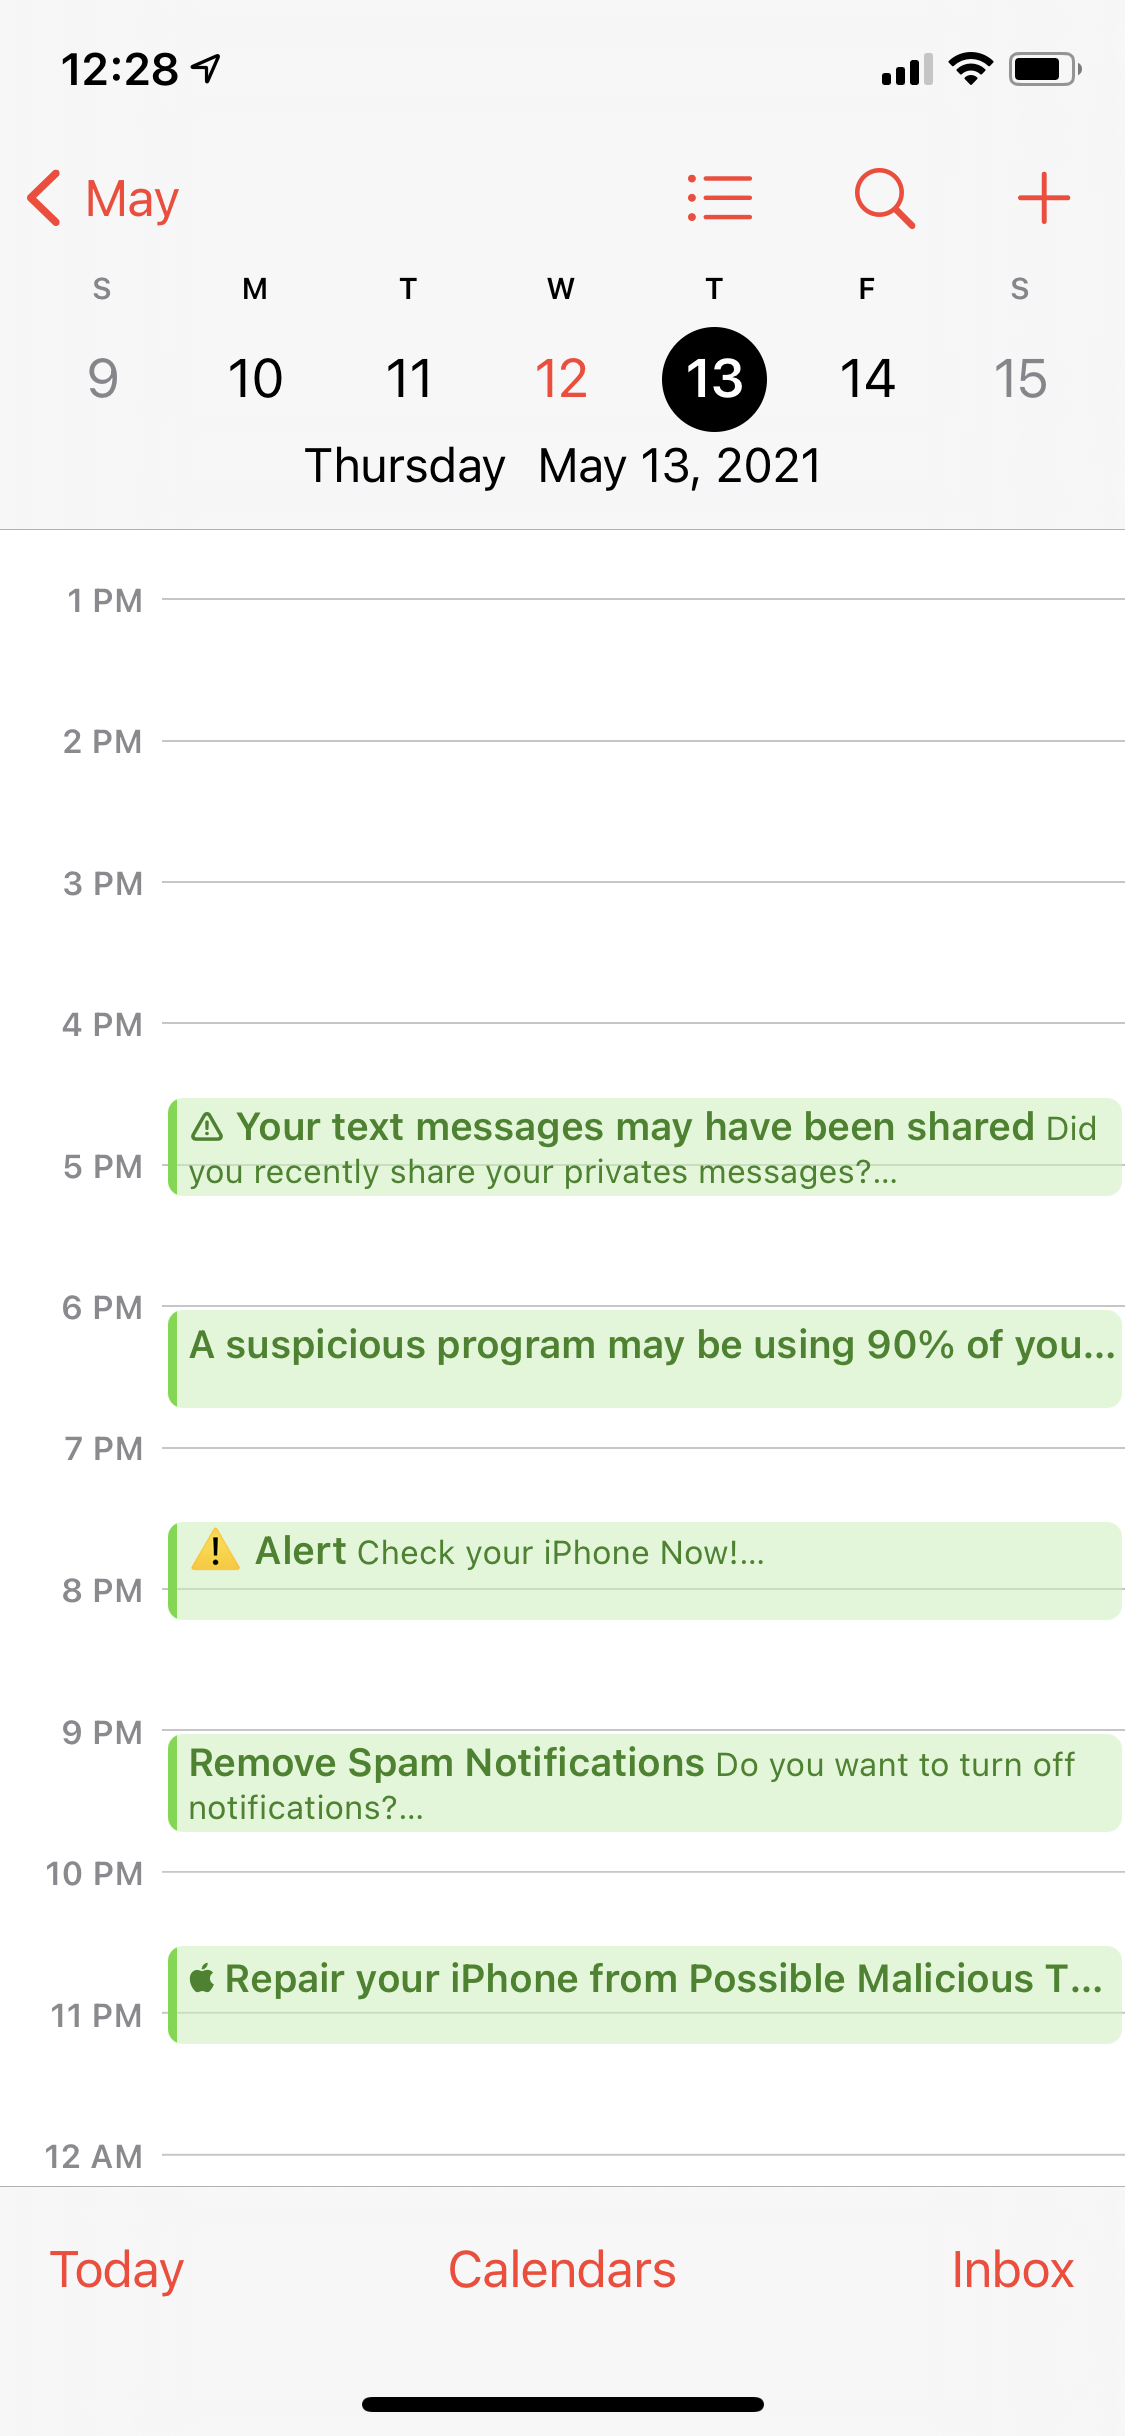 12:28
May
S M T W T F S
9 10 11 12 13 14 15
Thursday May 13, 2021
1 PM
2 PM
3 PM
4 PM
⚠ Your text messages may have been shared Did
5 PM
you recently share your privates messages?...
6 PM
A suspicious program may be using 90% of you...
7 PM
⚠️ Alert Check your iPhone Now!...
8 PM
9 PM
Remove Spam Notifications Do you want to turn off
notifications?...
10 PM
Repair your iPhone from Possible Malicious T...
11 PM
12 AM
Today Calendars Inbox